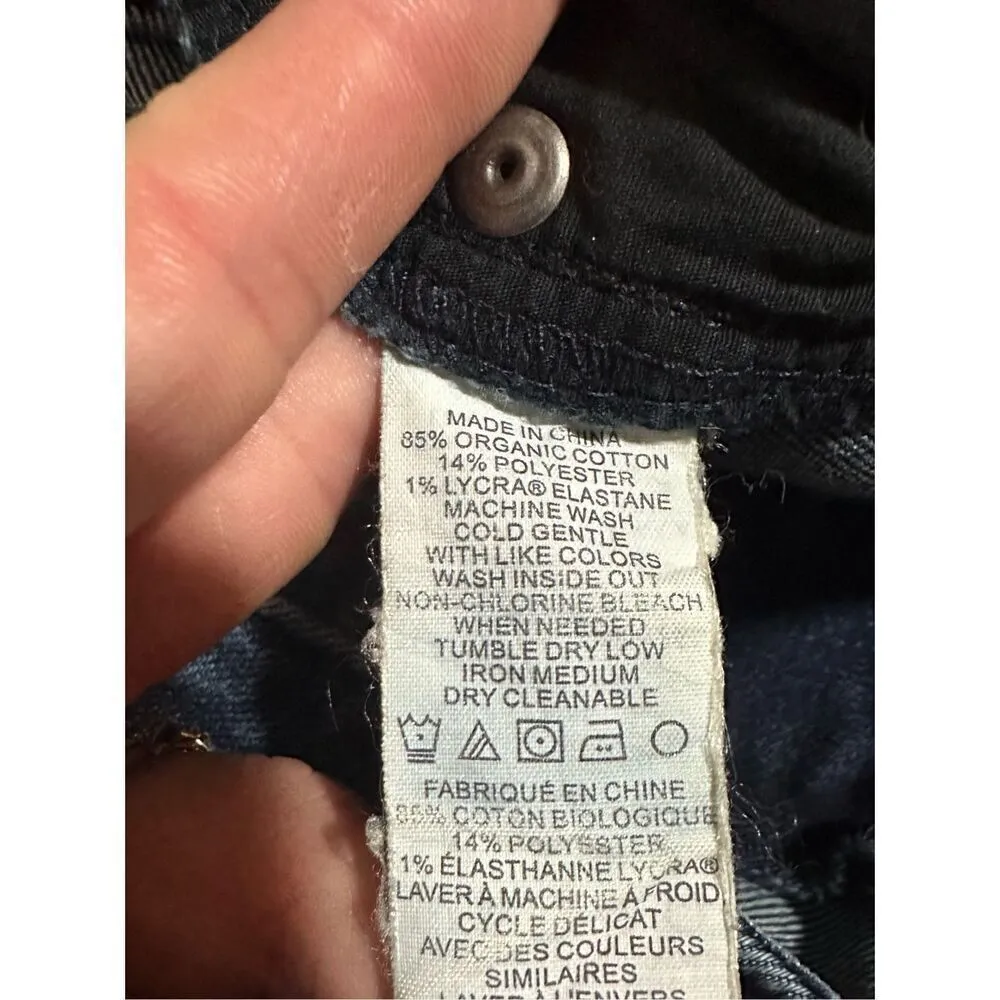 MADE IN CHINA
85% ORGANIC COTTON
14% POLYESTER
1% LYCRA® ELASTANE
MACHINE WASH
COLD GENTLE
WITH LIKE COLORS
WASH INSIDE OUT
NON-CHLORINE BLEACH
WHEN NEEDED
TUMBLE DRY LOW
IRON MEDIUM
DRY CLEANABLE
FABRIQUÉ EN CHINE
85% COTON BIOLOGIQUE
14% POLYESTER
1% ÉLASTHANNE LYCRA®
LAVER À MACHINE À FROID
CYCLE DÉLICAT
AVEC DES COULEURS
SIMILAIRES
LAVER À L'ENVERS